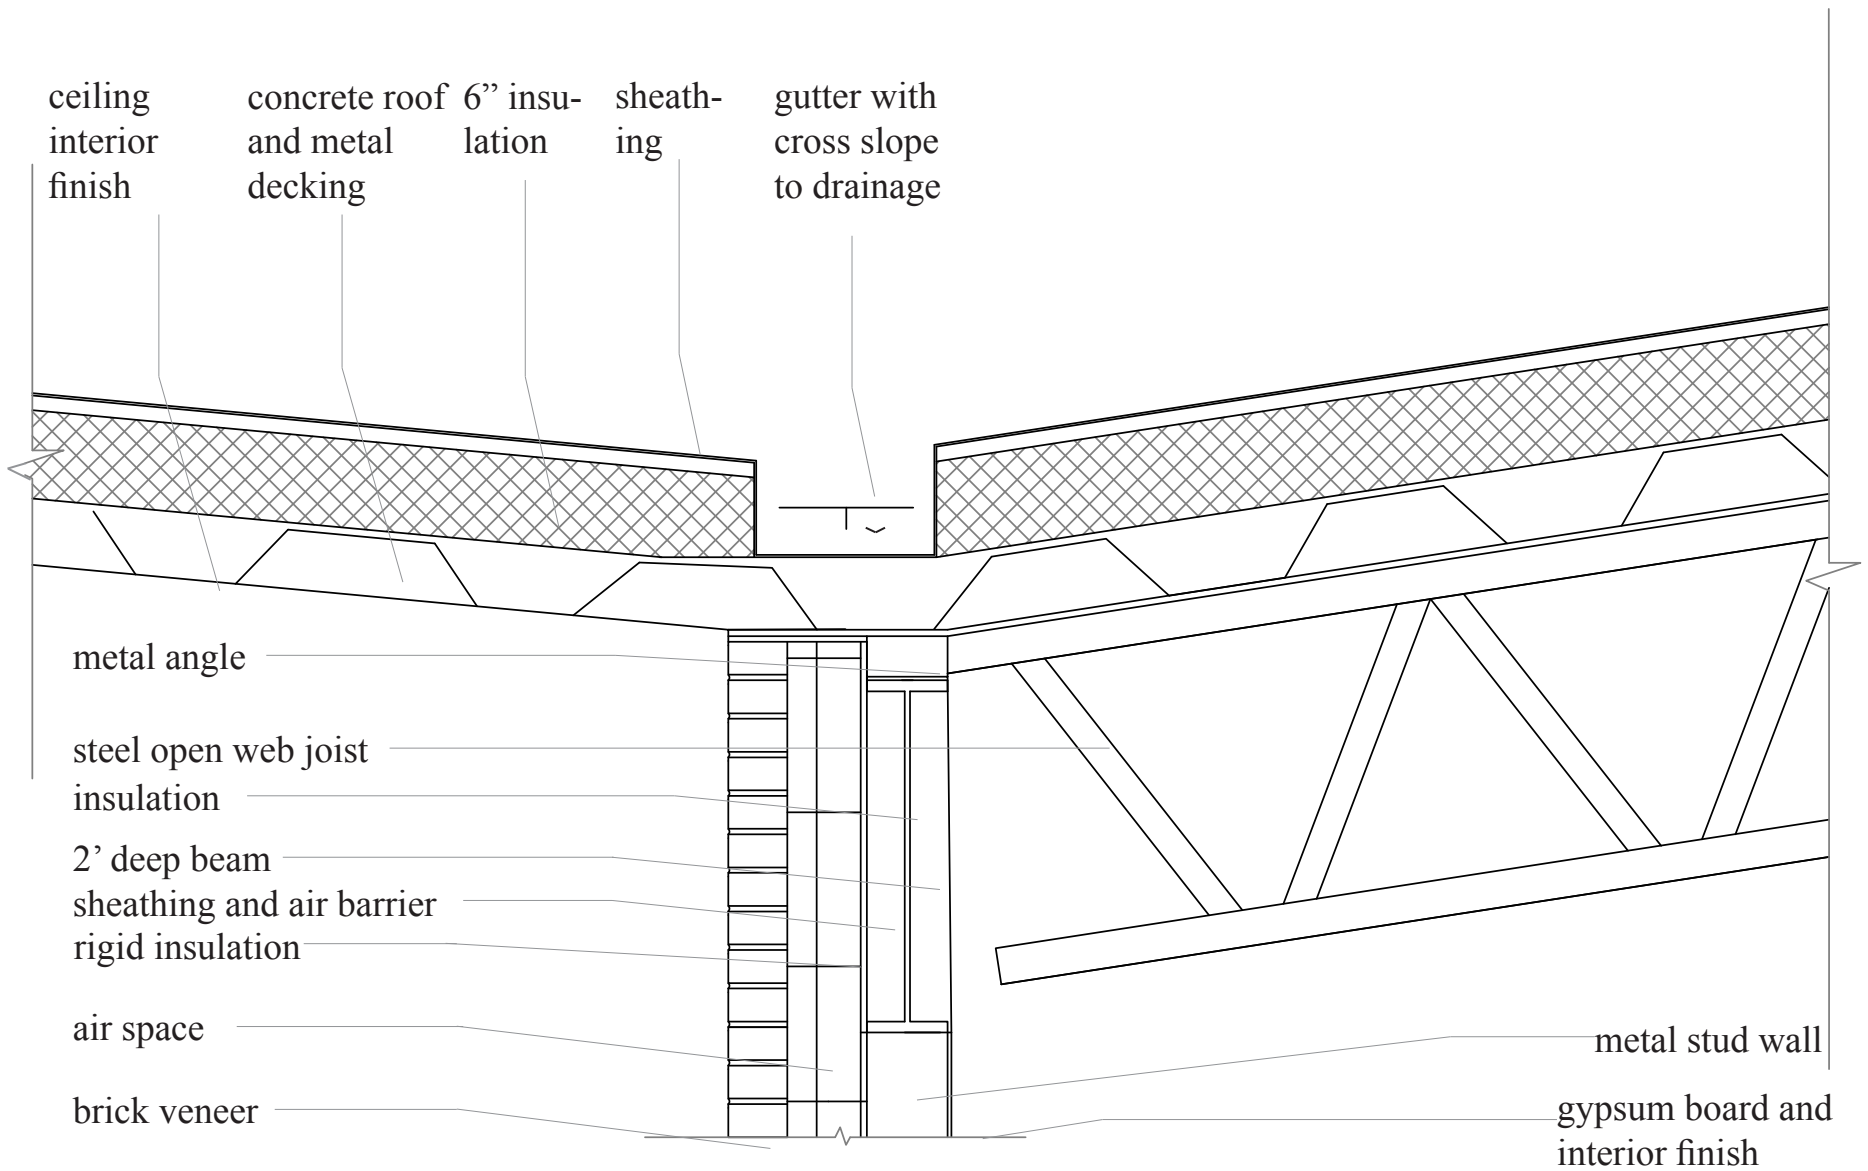 ceiling
interior
finish
concrete roof
and metal
decking
6” insu-
lation
sheath-
ing
gutter with
cross slope
to drainage
metal angle
steel open web joist
insulation
2’ deep beam
sheathing and air barrier
rigid insulation
air space
brick veneer
metal stud wall
gypsum board and
interior finish